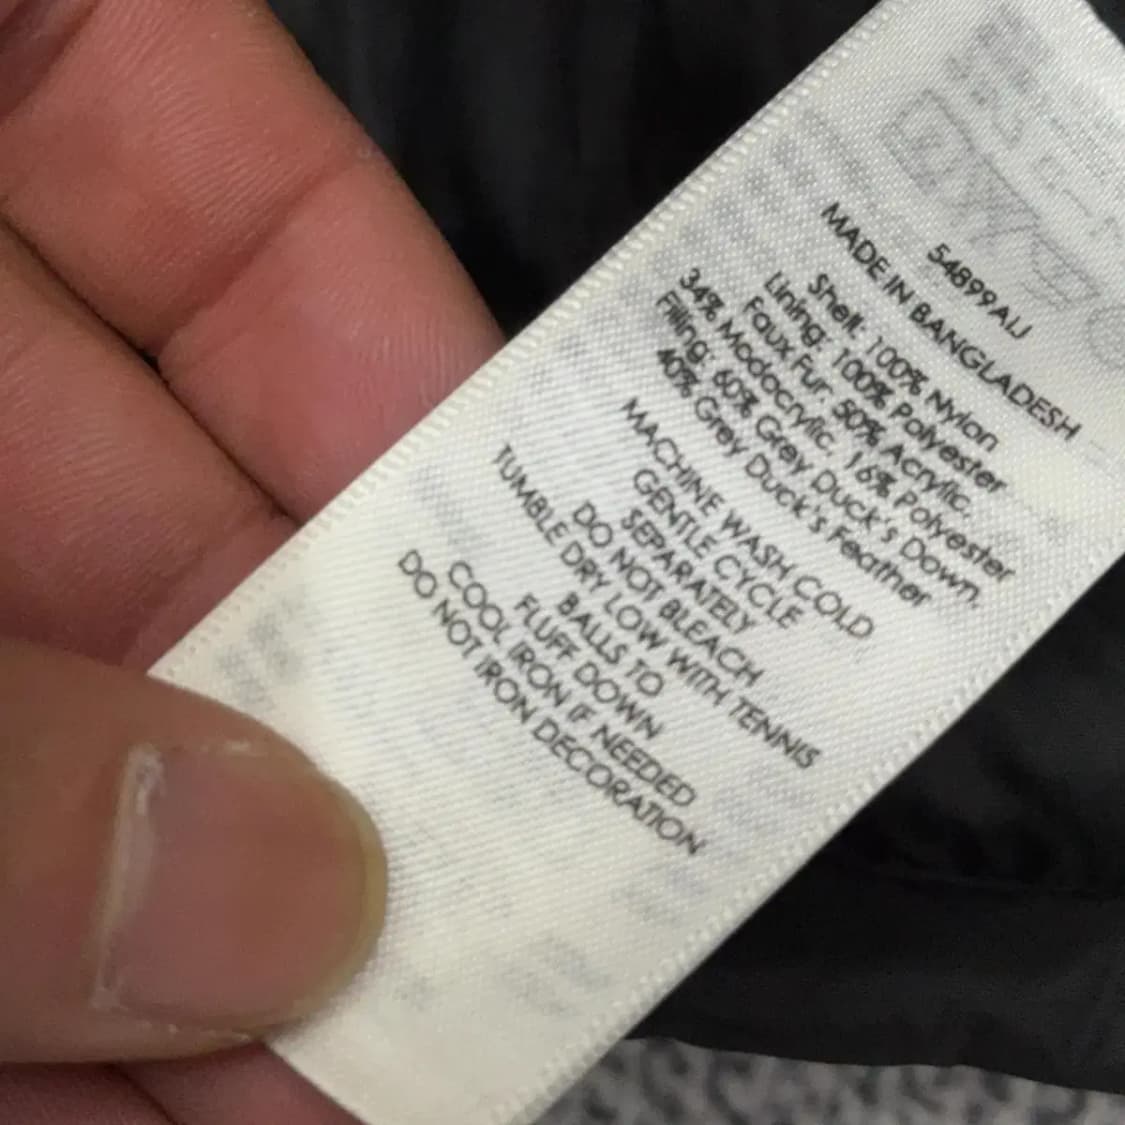 54899AU
MADE IN BANGLADESH
Shell: 100% Nylon
Lining: 100% Polyester
Faux Fur: 50% Acrylic.
34% Modacrylic. 16% Polyester
Filling: 60% Grey Duck's Down.
40% Grey Duck's Feather
MACHINE WASH COLD
GENTLE CYCLE
SEPARATELY
DO NOT BLEACH
TUMBLE DRY LOW WITH TENNIS
BALLS TO
FLUFF DOWN
COOL IRON IF NEEDED
DO NOT IRON DECORATION